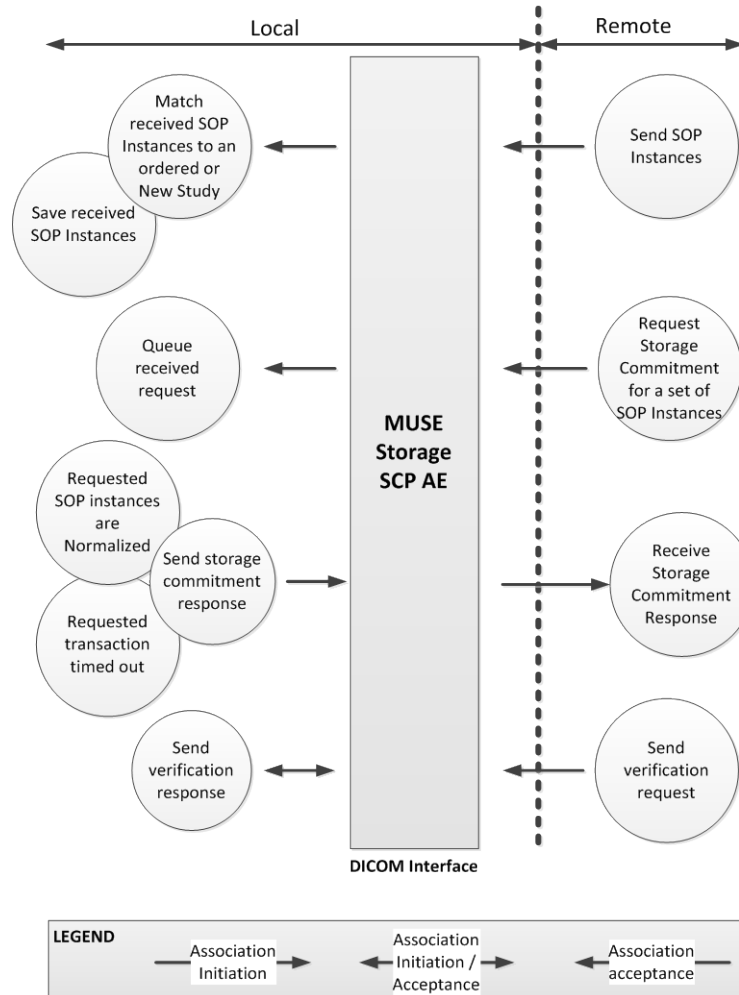 Local
Remote
Match
received SOP
Instances to an
ordered or
New Study
Save received
SOP Instances
Send SOP
Instances
Queue
received
request
Request
Storage
Commitment
for a set of
SOP Instances
MUSE
Storage
SCP AE
Requested
SOP instances
are
Normalized
Send storage
commitment
response
Requested
transaction
timed out
Receive
Storage
Commitment
Response
Send
verification
response
Send
verification
request
DICOM Interface
LEGEND
Association
Initiation
Association
Initiation /
Acceptance
Association
acceptance